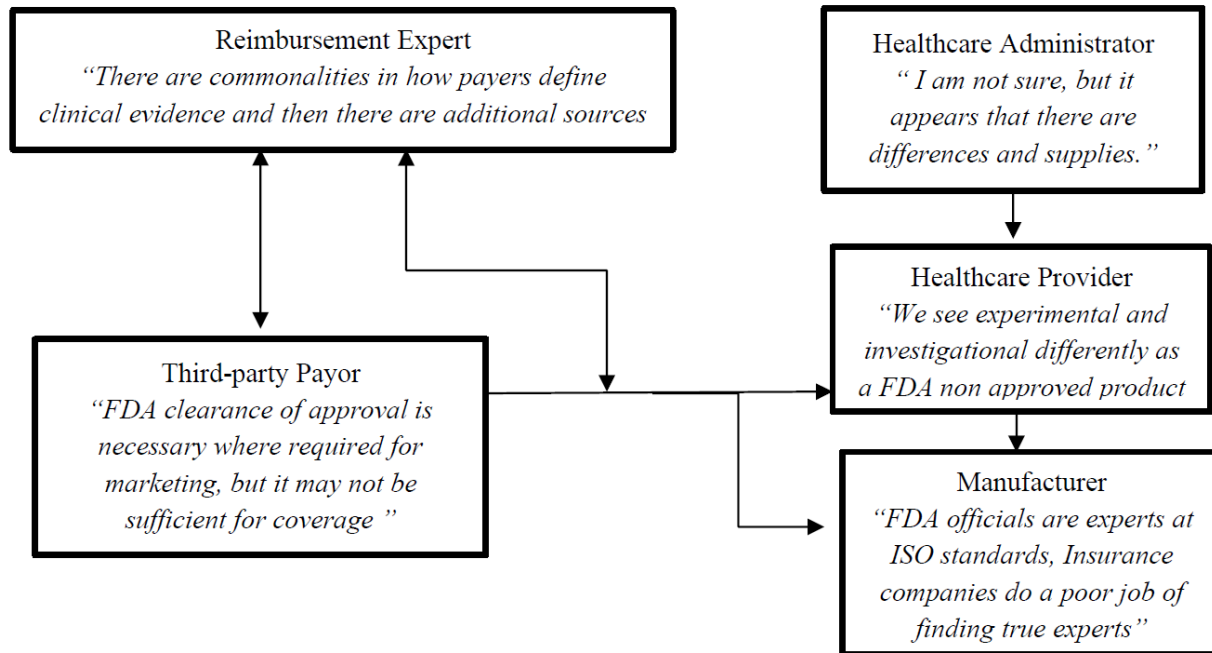 Reimbursement Expert
“There are commonalities in how payers define
clinical evidence and then there are additional sources
Healthcare Administrator
“ I am not sure, but it
appears that there are
differences and supplies.”
Healthcare Provider
“We see experimental and
investigational differently as
a FDA non approved product
Third-party Payor
“FDA clearance of approval is
necessary where required for
marketing, but it may not be
sufficient for coverage ”
Manufacturer
“FDA officials are experts at
ISO standards, Insurance
companies do a poor job of
finding true experts”